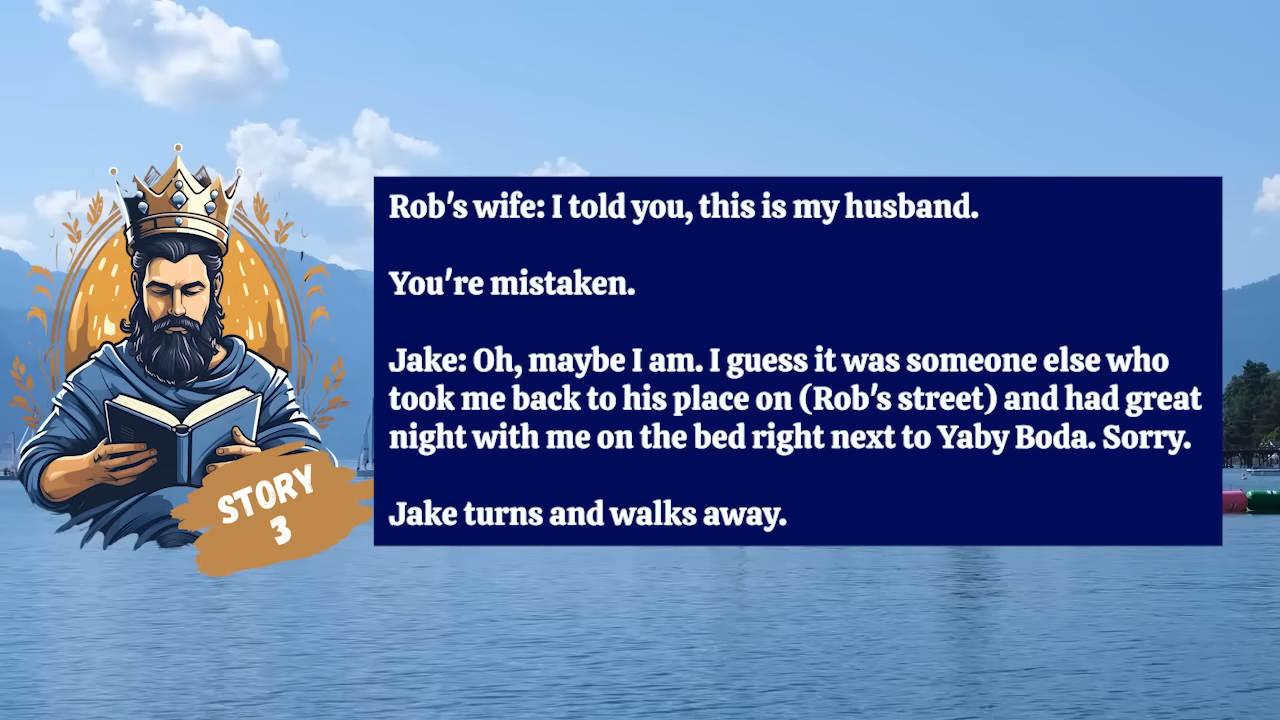 Rob's wife: I told you, this is my husband.
You're mistaken.
Jake: Oh, maybe I am. I guess it was someone else who
took me back to his place on (Rob's street) and had great
night with me on the bed right next to Yaby Boda. Sorry.
Jake turns and walks away.
STORY
3